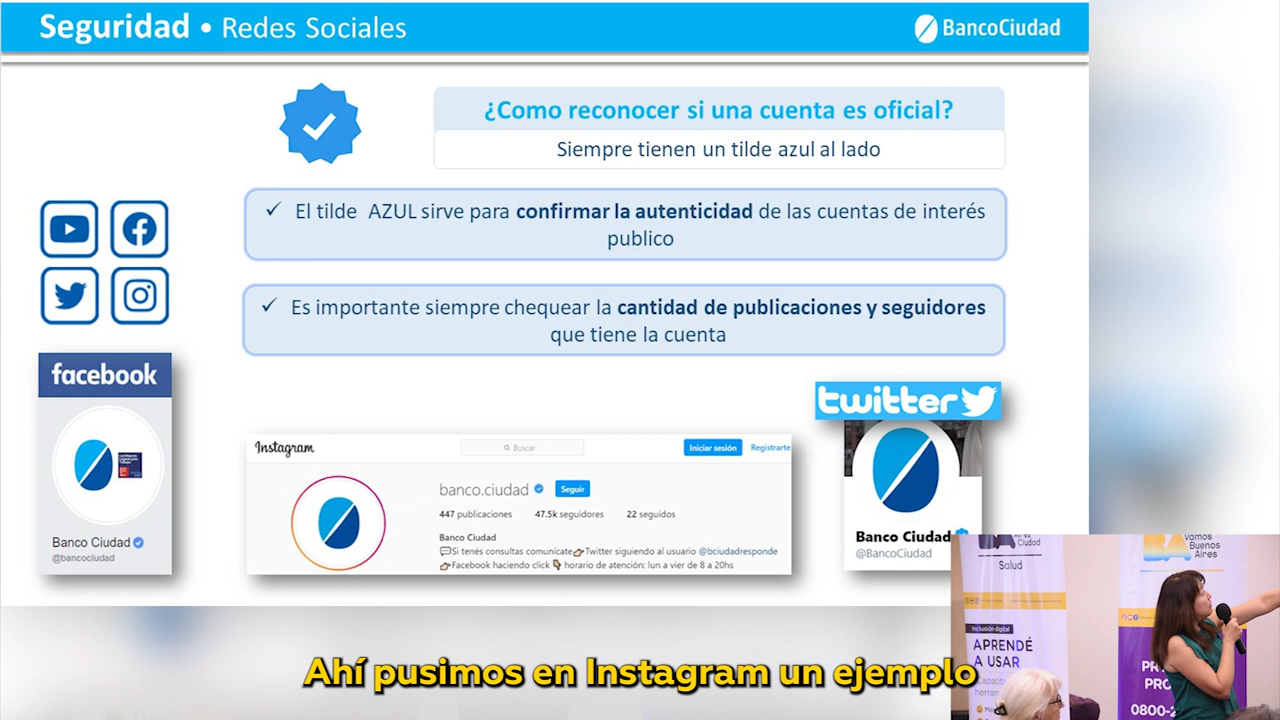 Seguridad • Redes Sociales
BancoCiudad
¿Como reconocer si una cuenta es oficial?
Siempre tienen un tilde azul al lado
✓ El tilde AZUL sirve para confirmar la autenticidad de las cuentas de interés
publico
✓ Es importante siempre chequear la cantidad de publicaciones y seguidores
que tiene la cuenta
facebook
Banco Ciudad
@bancociudad
Instagram
Buscar
Iniciar sesión
Registrarte
banco.ciudad
Seguir
447 publicaciones 47.5k seguidores 22 seguidos
Banco Ciudad
Si tenés consultas comunícate Twitter siguiendo al usuario @bciudadresponde
Facebook haciendo click horario de atención: lun a vier de 8 a 20hs
twitter
Banco Ciudad
@BancoCiudad
Ciudad
Salud
Inclusión digital
APRENDÉ
A USAR
Vamos
Buenos
Aires
0800-2
Ahí pusimos en Instagram un ejemplo